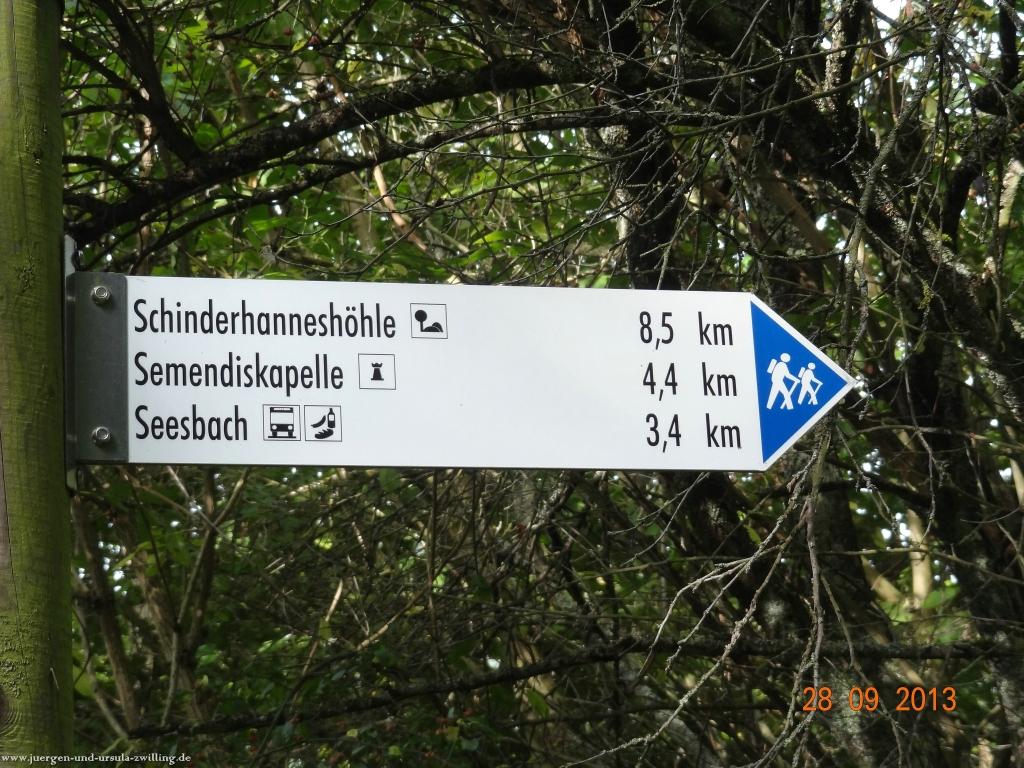 Schinderhanneshöhle 8,5 km
Semendiskapelle 4,4 km
Seesbach 3,4 km
28 09 2013
www.juergen-und-ursula-zwilling.de